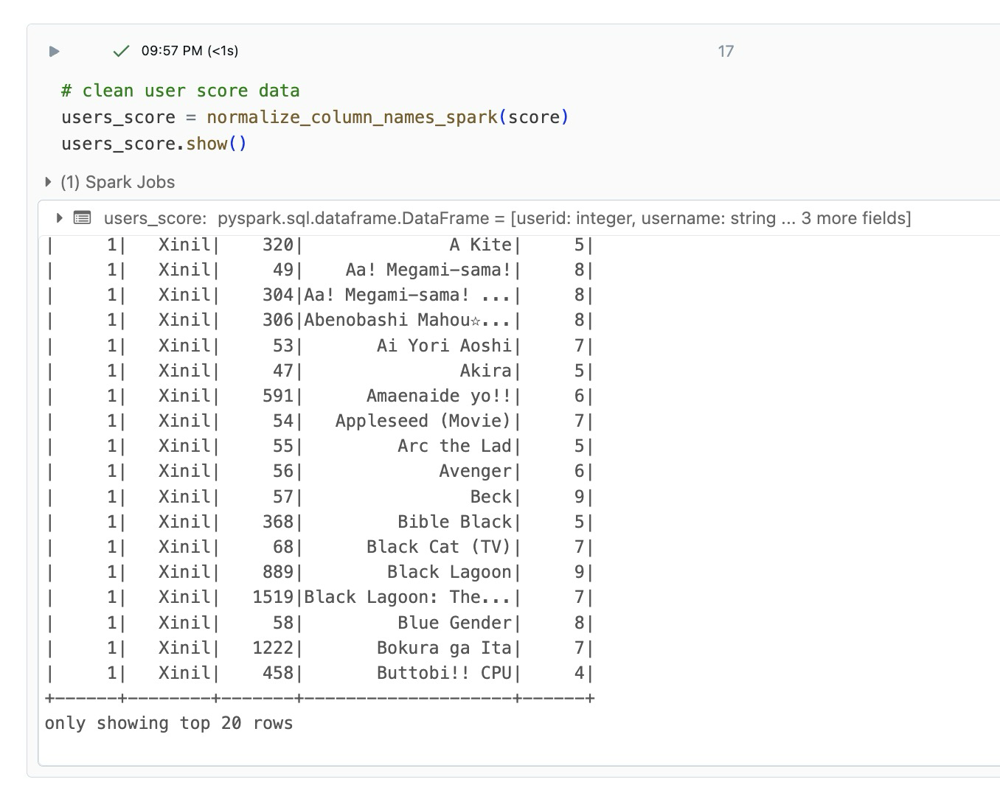 09:57 PM (<1s)
17
# clean user score data
users_score = normalize_column_names_spark(score)
users_score.show()
(1) Spark Jobs
users_score: pyspark.sql.dataframe.DataFrame = [userid: integer, username: string ... 3 more fields]
|     1|   Xinil|    320|              A Kite|     5|
|     1|   Xinil|     49|    Aa! Megami-sama!|     8|
|     1|   Xinil|    304|Aa! Megami-sama! ...|     8|
|     1|   Xinil|    306|Abenobashi Mahou☆...|     8|
|     1|   Xinil|     53|       Ai Yori Aoshi|     7|
|     1|   Xinil|     47|               Akira|     5|
|     1|   Xinil|    591|      Amaenaide yo!!|     6|
|     1|   Xinil|     54|   Appleseed (Movie)|     7|
|     1|   Xinil|     55|         Arc the Lad|     5|
|     1|   Xinil|     56|             Avenger|     6|
|     1|   Xinil|     57|                Beck|     9|
|     1|   Xinil|    368|         Bible Black|     5|
|     1|   Xinil|     68|      Black Cat (TV)|     7|
|     1|   Xinil|    889|        Black Lagoon|     9|
|     1|   Xinil|   1519|Black Lagoon: The...|     7|
|     1|   Xinil|     58|         Blue Gender|     8|
|     1|   Xinil|   1222|       Bokura ga Ita|     7|
|     1|   Xinil|    458|       Buttobi!! CPU|     4|
+------+--------+-------+--------------------+------+
only showing top 20 rows